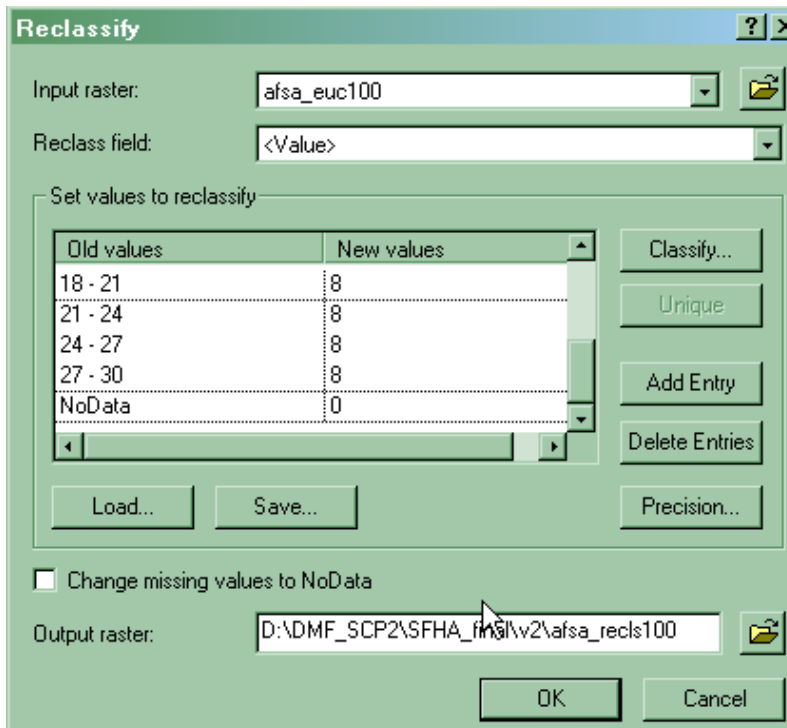 Reclassify
Input raster: afsa_euc100
Reclass field: <Value>
Set values to reclassify
Old values New values
18 - 21 8
21 - 24 8
24 - 27 8
27 - 30 8
NoData 0
Classify...
Unique
Add Entry
Delete Entries
Load... Save... Precision...
Change missing values to NoData
Output raster: D:\DMF_SCP2\SFHA_final\v2\afsa_recls100
OK Cancel